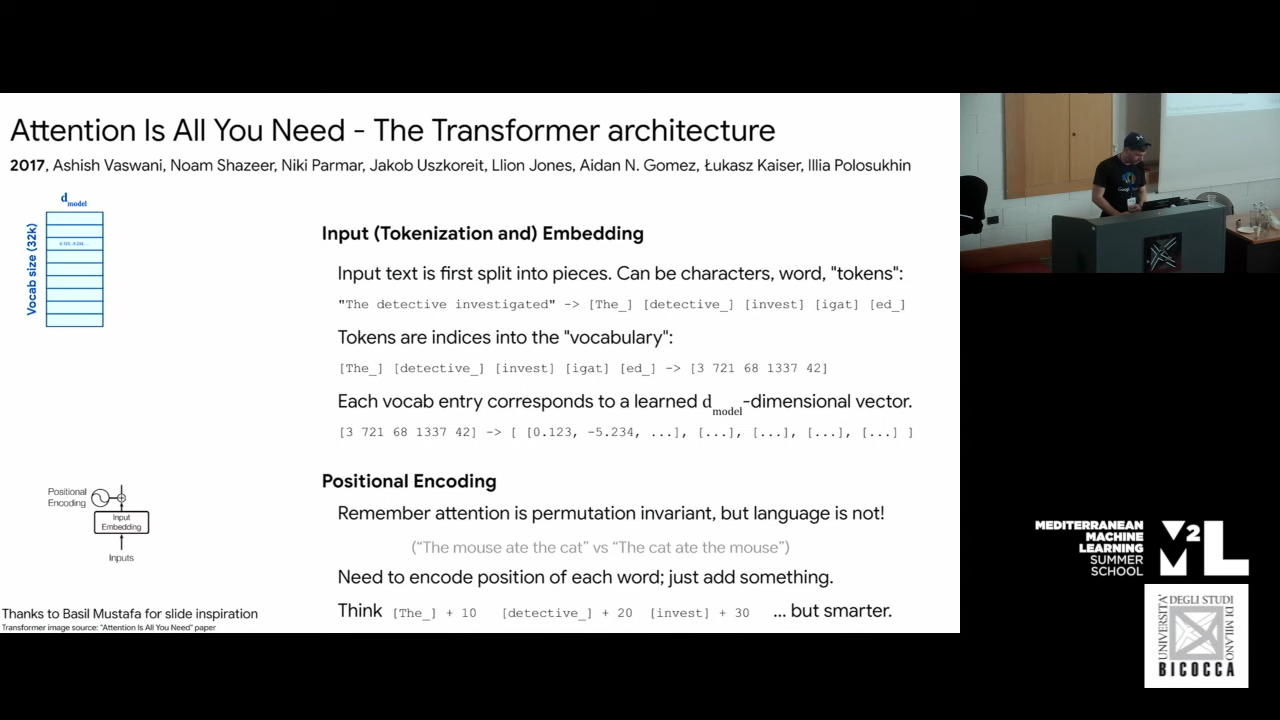 Attention Is All You Need - The Transformer architecture
2017, Ashish Vaswani, Noam Shazeer, Niki Parmar, Jakob Uszkoreit, Llion Jones, Aidan N. Gomez, Łukasz Kaiser, Illia Polosukhin
d model
Vocab size (32k)
0.123, -5.234, ...
Input (Tokenization and) Embedding
Input text is first split into pieces. Can be characters, word, "tokens":
"The detective investigated" -> [The_] [detective_] [invest] [igat] [ed_]
Tokens are indices into the "vocabulary":
[The_] [detective_] [invest] [igat] [ed_] -> [3 721 68 1337 42]
Each vocab entry corresponds to a learned d model-dimensional vector.
[3 721 68 1337 42] -> [ [0.123, -5.234, ...], [...], [...], [...], [...] ]
Positional Encoding
Remember attention is permutation invariant, but language is not!
(“The mouse ate the cat” vs “The cat ate the mouse”)
Need to encode position of each word; just add something.
Think [The_] + 10 [detective_] + 20 [invest] + 30 ... but smarter.
Positional
Encoding
Input
Embedding
Inputs
Thanks to Basil Mustafa for slide inspiration
Transformer image source: "Attention Is All You Need" paper
Google
MEDITERRANEAN
MACHINE
LEARNING
SUMMER
SCHOOL
M2L
UNIVERSITÀ
DEGLI STUDI
DI MILANO
BICOCCA